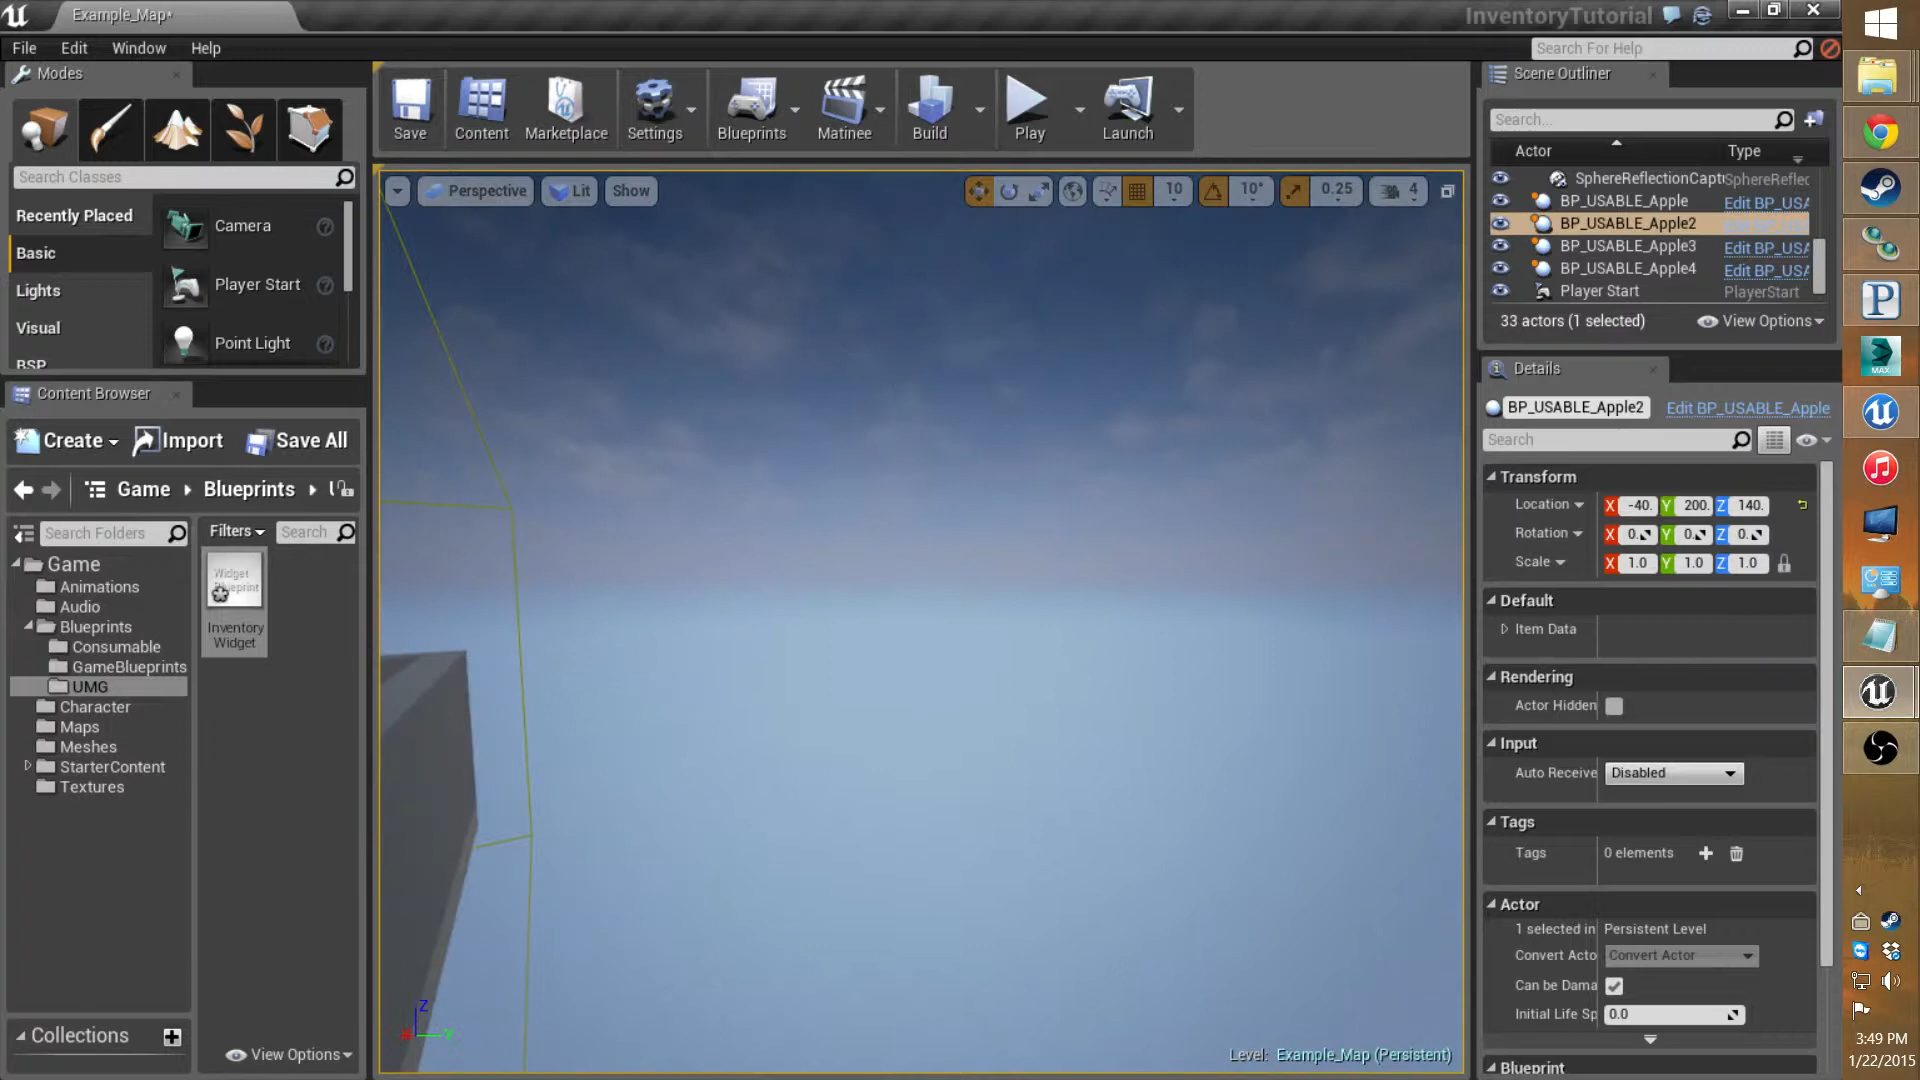 Example_Map*
InventoryTutorial
File Edit Window Help
Search For Help
Modes
Search Classes
Recently Placed
Basic
Lights
Visual
BSP
Camera
Player Start
Point Light
Save
Content
Marketplace
Settings
Blueprints
Matinee
Build
Play
Launch
Perspective
Lit
Show
10
10°
0.25
4
Scene Outliner
Search...
Actor Type
SphereReflectionCaptu SphereReflec
BP_USABLE_Apple Edit BP_USA
BP_USABLE_Apple2
BP_USABLE_Apple3 Edit BP_USA
BP_USABLE_Apple4 Edit BP_USA
Player Start PlayerStart
33 actors (1 selected) View Options
Content Browser
Create Import Save All
Game Blueprints
Search Folders
Filters Search
Game
Animations
Audio
Blueprints
Consumable
GameBlueprints
UMG
Character
Maps
Meshes
StarterContent
Textures
Widget
Blueprint
Inventory
Widget
Collections
View Options
Details
BP_USABLE_Apple2 Edit BP_USABLE_Apple
Search
Transform
Location X -40. Y 200. Z 140.
Rotation X 0. Y 0. Z 0.
Scale X 1.0 Y 1.0 Z 1.0
Default
Item Data
Rendering
Actor Hidden
Input
Auto Receive Disabled
Tags
Tags 0 elements
Actor
1 selected in Persistent Level
Convert Acto Convert Actor
Can be Dama
Initial Life Sp 0.0
Blueprint
Z
X Y
Level: Example_Map (Persistent)
P
MAX
3:49 PM
1/22/2015